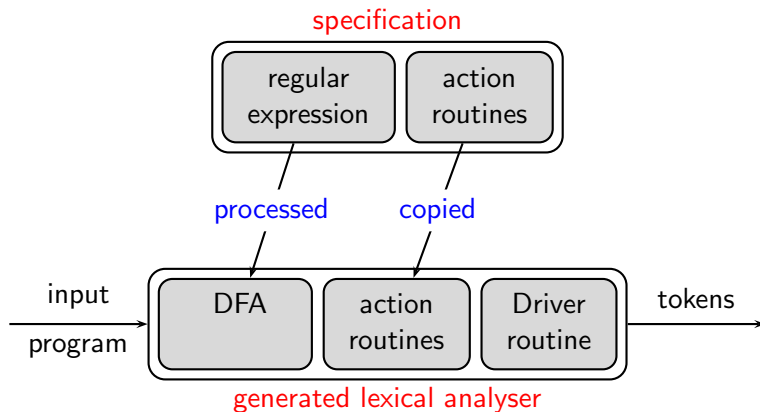 specification
regular
expression
action
routines
processed
copied
input
program
DFA
action
routines
Driver
routine
tokens
generated lexical analyser